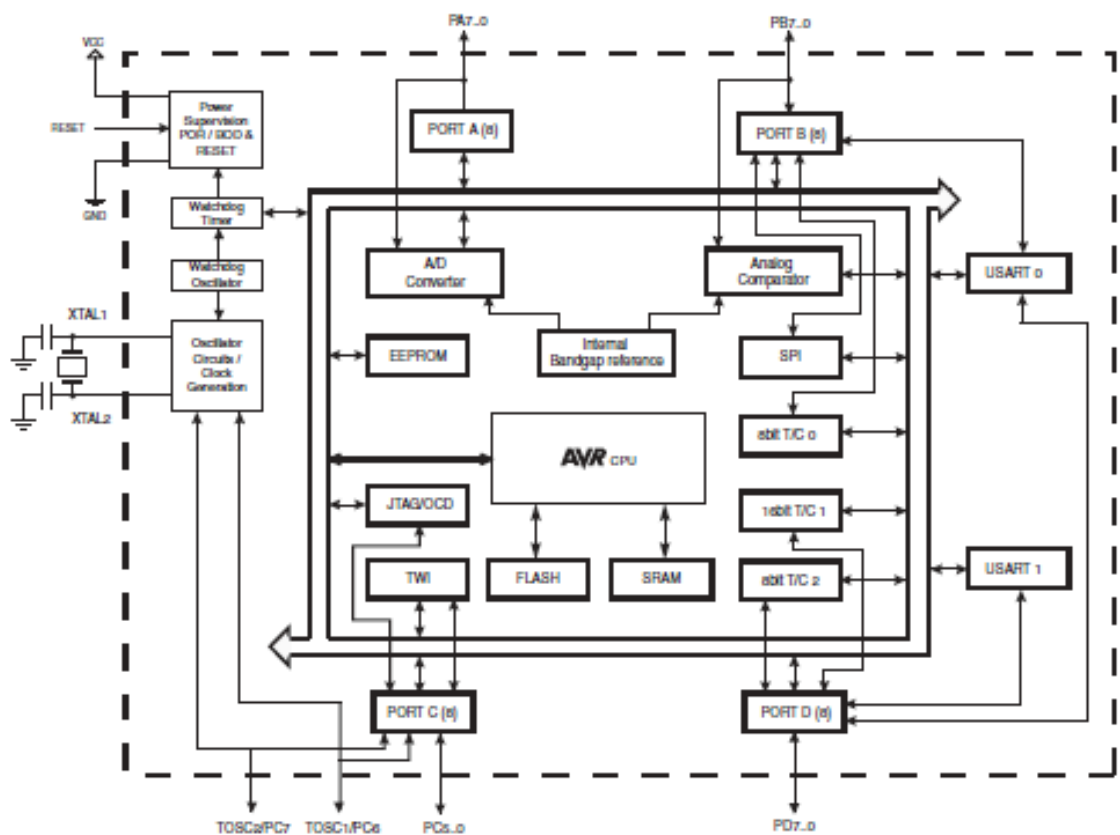 PA7..0
PB7..0
VCC
Power
Supervision
POR / BOD &
RESET
RESET
PORT A (8)
PORT B (8)
GND
Watchdog
Timer
Watchdog
Oscillator
A/D
Converter
Analog
Comparator
USART 0
XTAL1
Oscillator
Circuits /
Clock
Generation
EEPROM
Internal
Bandgap reference
SPI
XTAL2
8bit T/C 0
AVR CPU
JTAG/OCD
16bit T/C 1
TWI
FLASH
SRAM
8bit T/C 2
USART 1
PORT C (8)
PORT D (8)
TOSC2/PC7
TOSC1/PC6
PC5..0
PD7..0